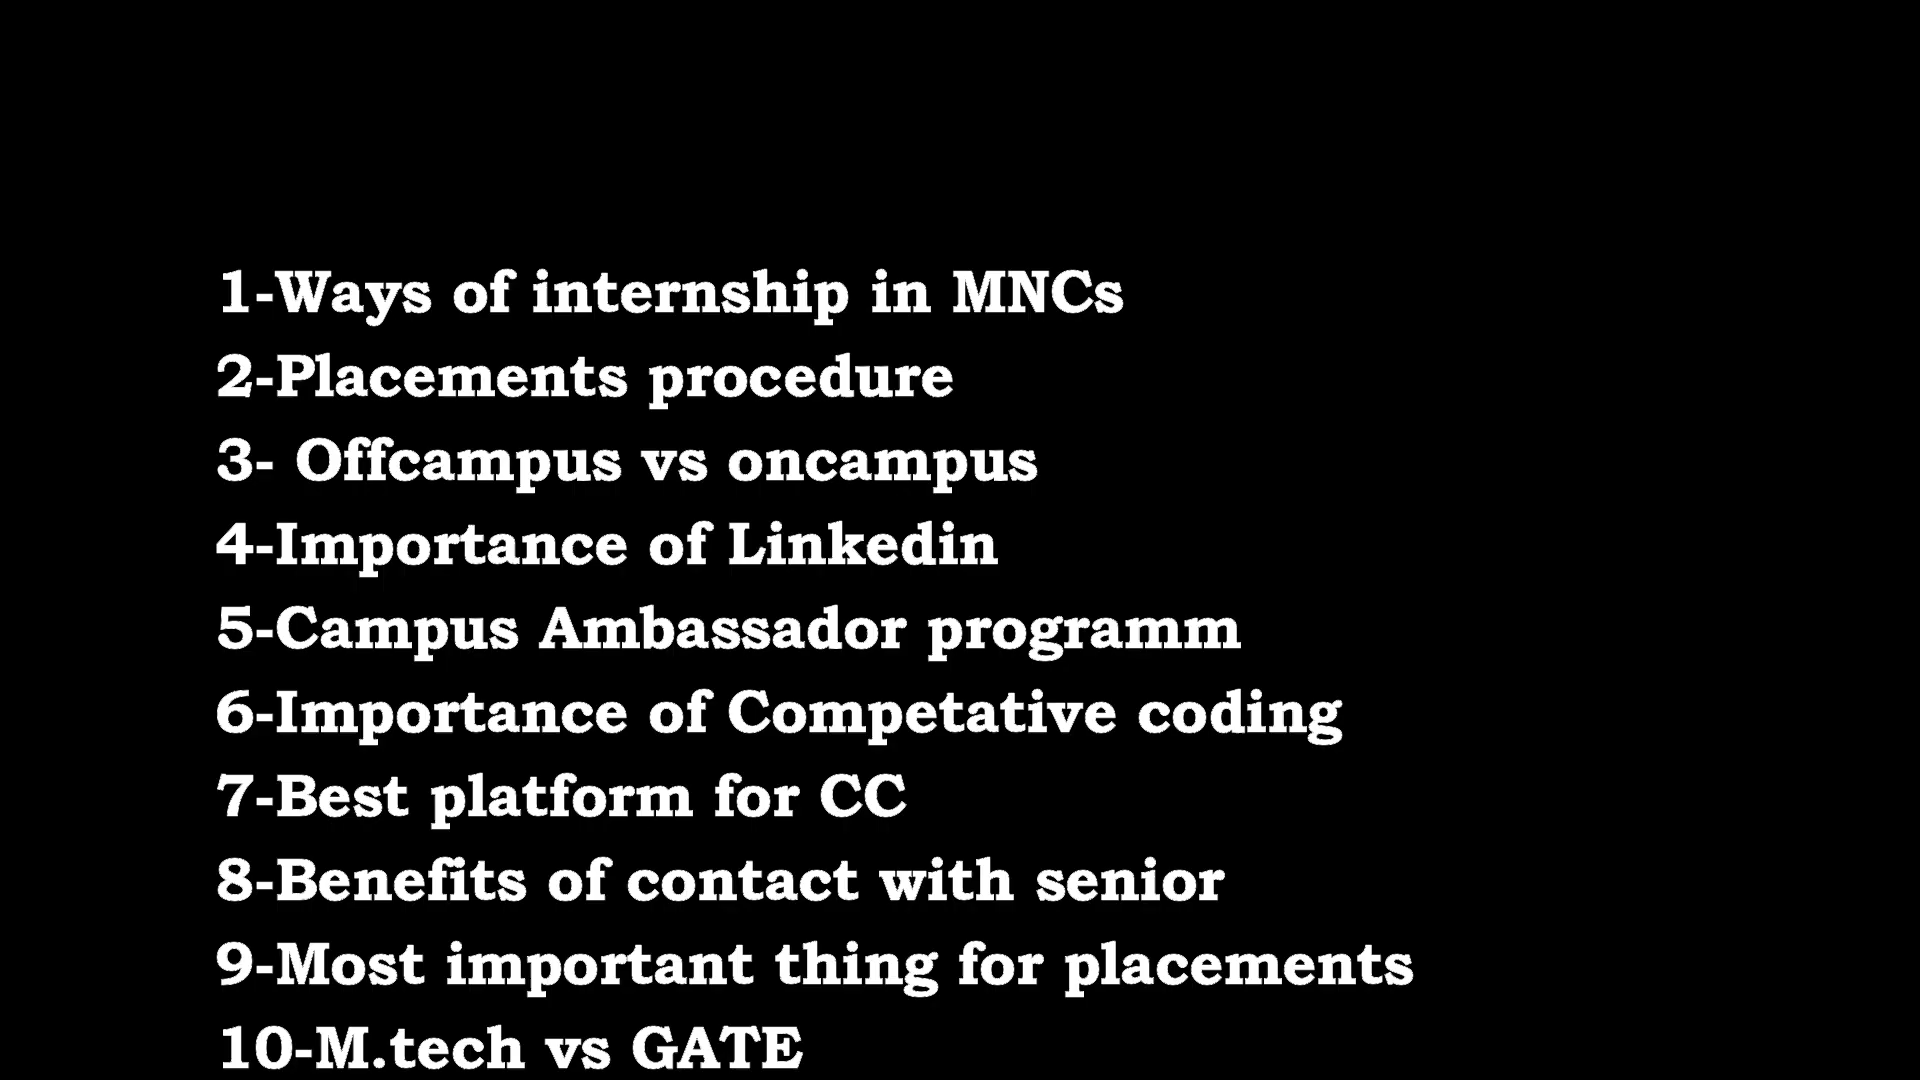 1-Ways of internship in MNCs
2-Placements procedure
3- Offcampus vs oncampus
4-Importance of Linkedin
5-Campus Ambassador programm
6-Importance of Competative coding
7-Best platform for CC
8-Benefits of contact with senior
9-Most important thing for placements
10-M.tech vs GATE